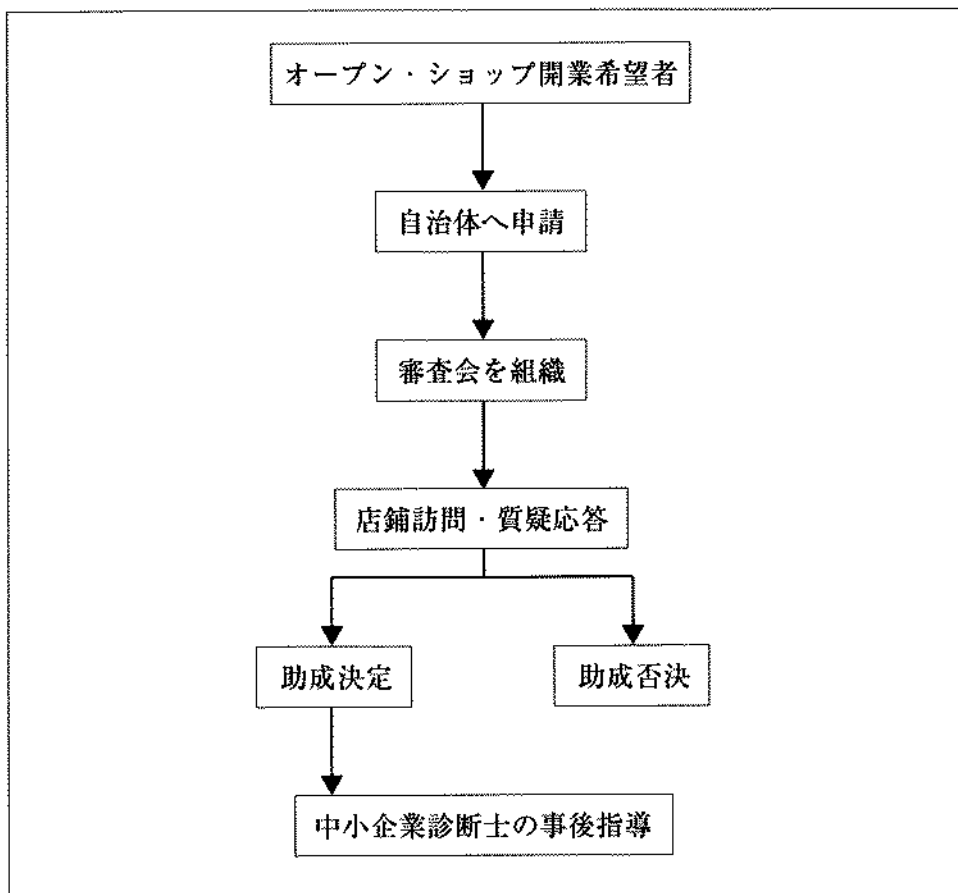 オープン・ショップ開業希望者
自治体へ申請
審査会を組織
店鋪訪問・質疑応答
助成決定
助成否決
中小企業診断士の事後指導